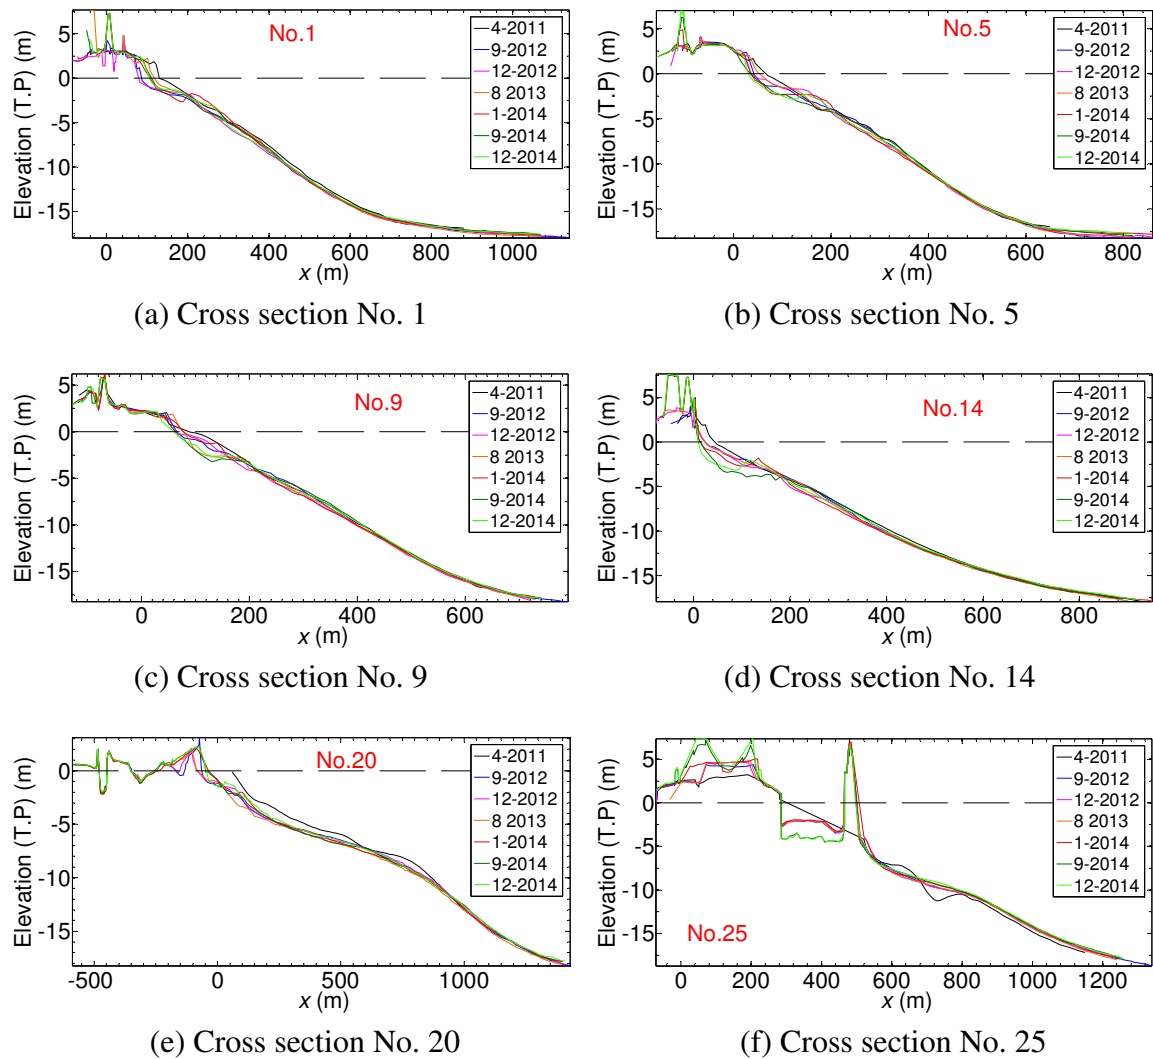 No.1
4-2011
9-2012
12-2012
8 2013
1-2014
9-2014
12-2014
Elevation (T.P) (m)
5
0
-5
-10
-15
0 200 400 600 800 1000
x (m)
(a) Cross section No. 1
No.5
4-2011
9-2012
12-2012
8 2013
1-2014
9-2014
12-2014
Elevation (T.P) (m)
5
0
-5
-10
-15
0 200 400 600 800
x (m)
(b) Cross section No. 5
No.9
4-2011
9-2012
12-2012
8 2013
1-2014
9-2014
12-2014
Elevation (T.P) (m)
5
0
-5
-10
-15
0 200 400 600
x (m)
(c) Cross section No. 9
No.14
4-2011
9-2012
12-2012
8 2013
1-2014
9-2014
12-2014
Elevation (T.P) (m)
5
0
-5
-10
-15
0 200 400 600 800
x (m)
(d) Cross section No. 14
No.20
4-2011
9-2012
12-2012
8 2013
1-2014
9-2014
12-2014
Elevation (T.P) (m)
0
-5
-10
-15
-500 0 500 1000
x (m)
(e) Cross section No. 20
4-2011
9-2012
12-2012
8 2013
1-2014
9-2014
12-2014
No.25
Elevation (T.P) (m)
5
0
-5
-10
-15
0 200 400 600 800 1000 1200
x (m)
(f) Cross section No. 25